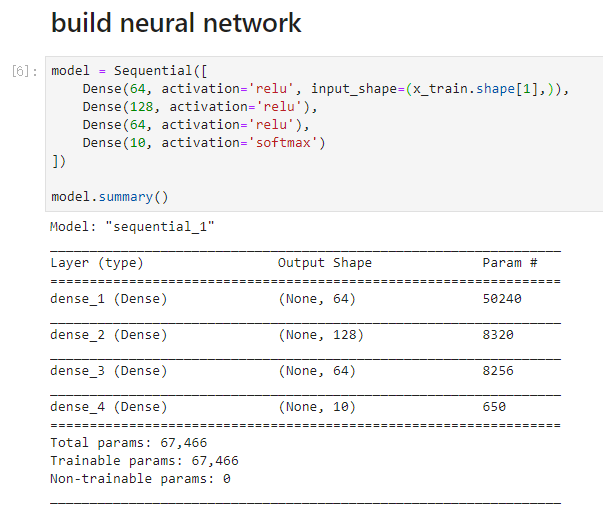 build neural network
[6]:
model = Sequential([
    Dense(64, activation='relu', input_shape=(x_train.shape[1],)),
    Dense(128, activation='relu'),
    Dense(64, activation='relu'),
    Dense(10, activation='softmax')
])

model.summary()
Model: "sequential_1"
_________________________________________________________________
Layer (type)                 Output Shape              Param #
=================================================================
dense_1 (Dense)              (None, 64)                50240
_________________________________________________________________
dense_2 (Dense)              (None, 128)               8320
_________________________________________________________________
dense_3 (Dense)              (None, 64)                8256
_________________________________________________________________
dense_4 (Dense)              (None, 10)                650
=================================================================
Total params: 67,466
Trainable params: 67,466
Non-trainable params: 0
_________________________________________________________________